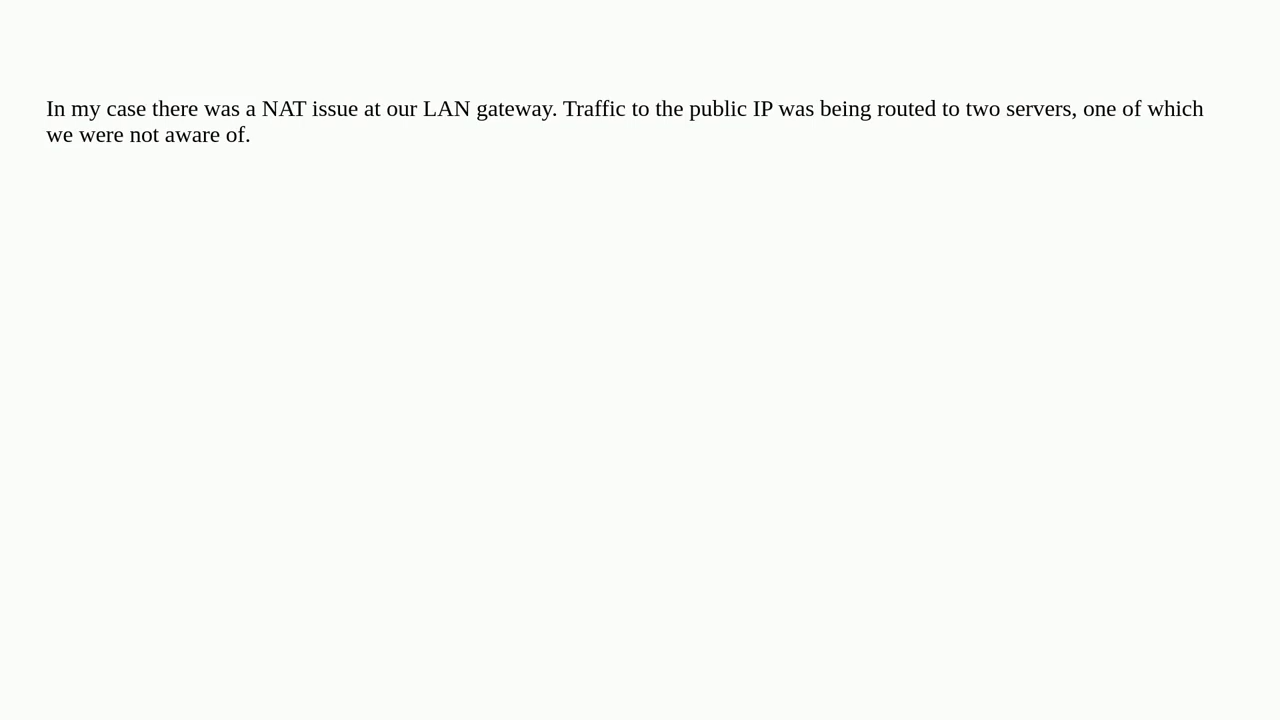 In my case there was a NAT issue at our LAN gateway. Traffic to the public IP was being routed to two servers, one of which
we were not aware of.